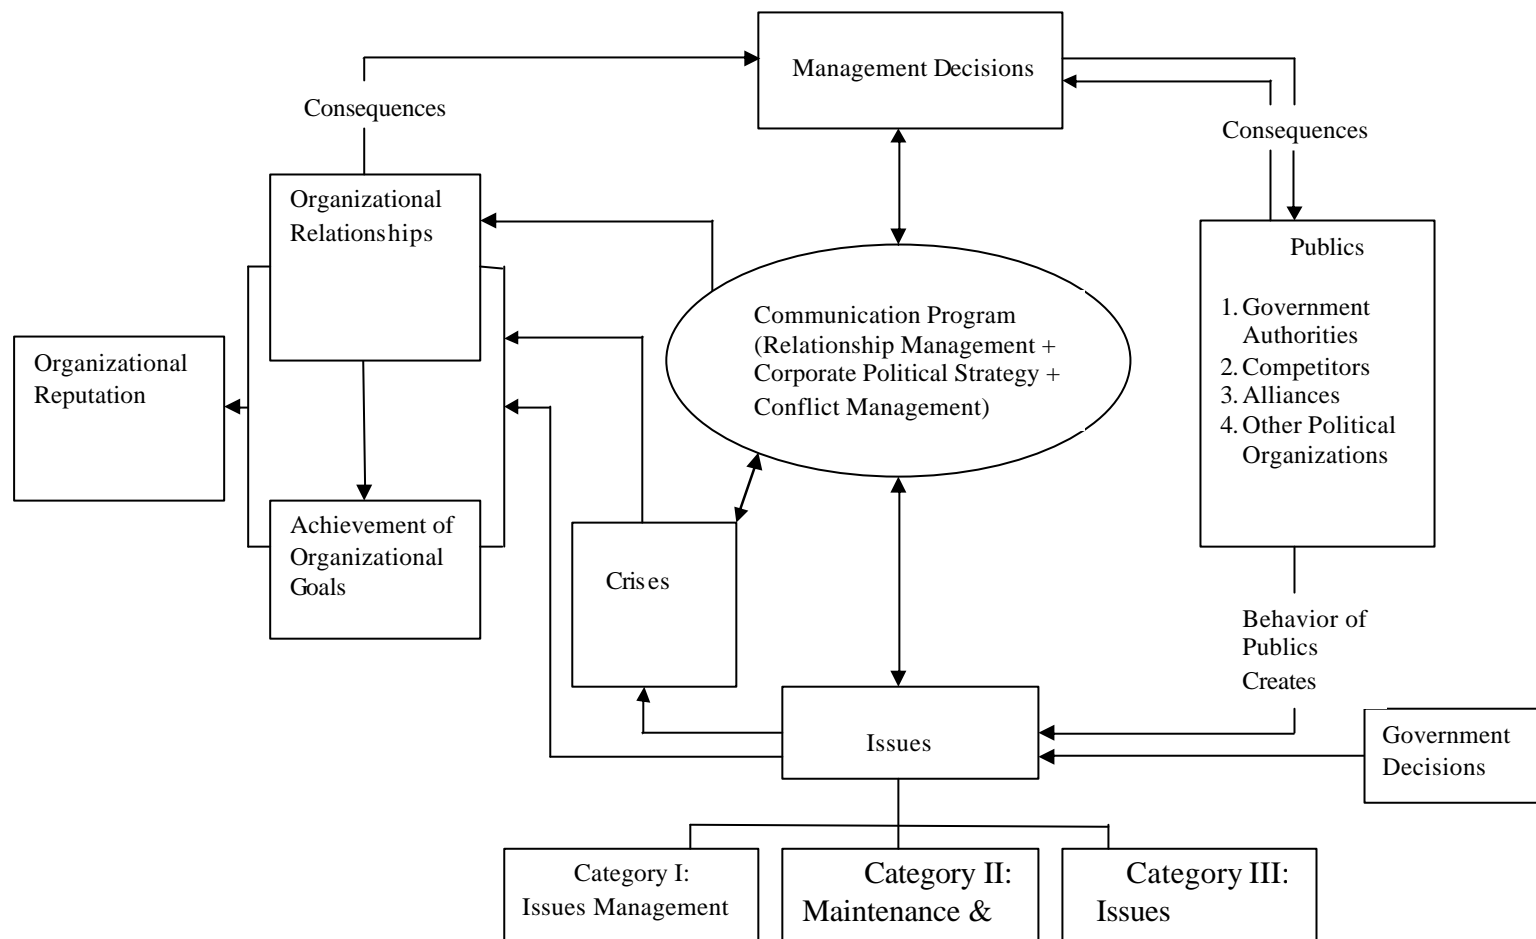 Management Decisions
Consequences
Consequences
Organizational
Relationships
Publics
1. Government
Authorities
2. Competitors
3. Alliances
4. Other Political
Organizations
Communication Program
(Relationship Management +
Corporate Political Strategy +
Conflict Management)
Organizational
Reputation
Achievement of
Organizational
Goals
Crises
Behavior of
Publics
Creates
Issues
Government
Decisions
Category I:
Issues Management
Category II:
Maintenance &
Category III:
Issues